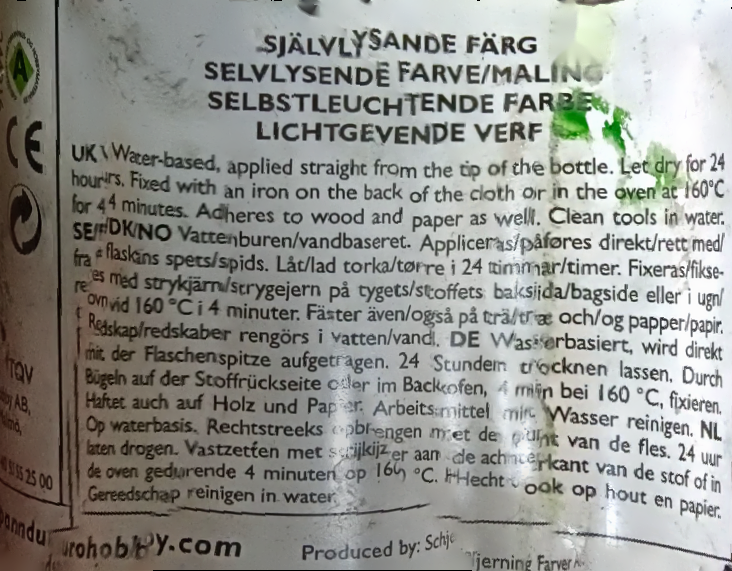 SJÄLVLYSANDE FÄRG
SELVLYSENDE FARVE/MALING
SELBSTLEUCHTENDE FARBE
LICHTGEVENDE VERF
UK Water-based, applied straight from the tip of the bottle. Let dry for 24
hours. Fixed with an iron on the back of the cloth or in the oven at 160°C
for 4 minutes. Adheres to wood and paper as well. Clean tools in water.
SE/DK/NO Vattenburen/vandbaseret. Appliceras/påføres direkt/rett med/
fra flaskans spets/spids. Låt/lad torka/tørre i 24 timmar/timer. Fixeras/fikse-
res med strykjärn/strygejern på tygets/stoffets baksida/bagside eller i ugn/
ovn vid 160 °C i 4 minuter. Fäster även/også på trä/træ och/og papper/papir.
Redskap/redskaber rengörs i vatten/vand. DE Wasserbasiert, wird direkt
mit der Flaschenspitze aufgetragen. 24 Stunden trocknen lassen. Durch
Bügeln auf der Stoffrückseite oder im Backofen, 4 min bei 160 °C, fixieren.
Haftet auch auf Holz und Papier. Arbeitsmittel mit Wasser reinigen. NL
Op waterbasis. Rechtstreeks opbrengen met de punt van de fles. 24 uur
laten drogen. Vastzetten met strijkijzer aan de achterkant van de stof of in
de oven gedurende 4 minuten op 160 °C. Hecht ook op hout en papier.
Gereedschap reinigen in water.
A
CE
TQV
AB,
55 25 00
urohobby.com
Produced by: Schj
jerning Farver